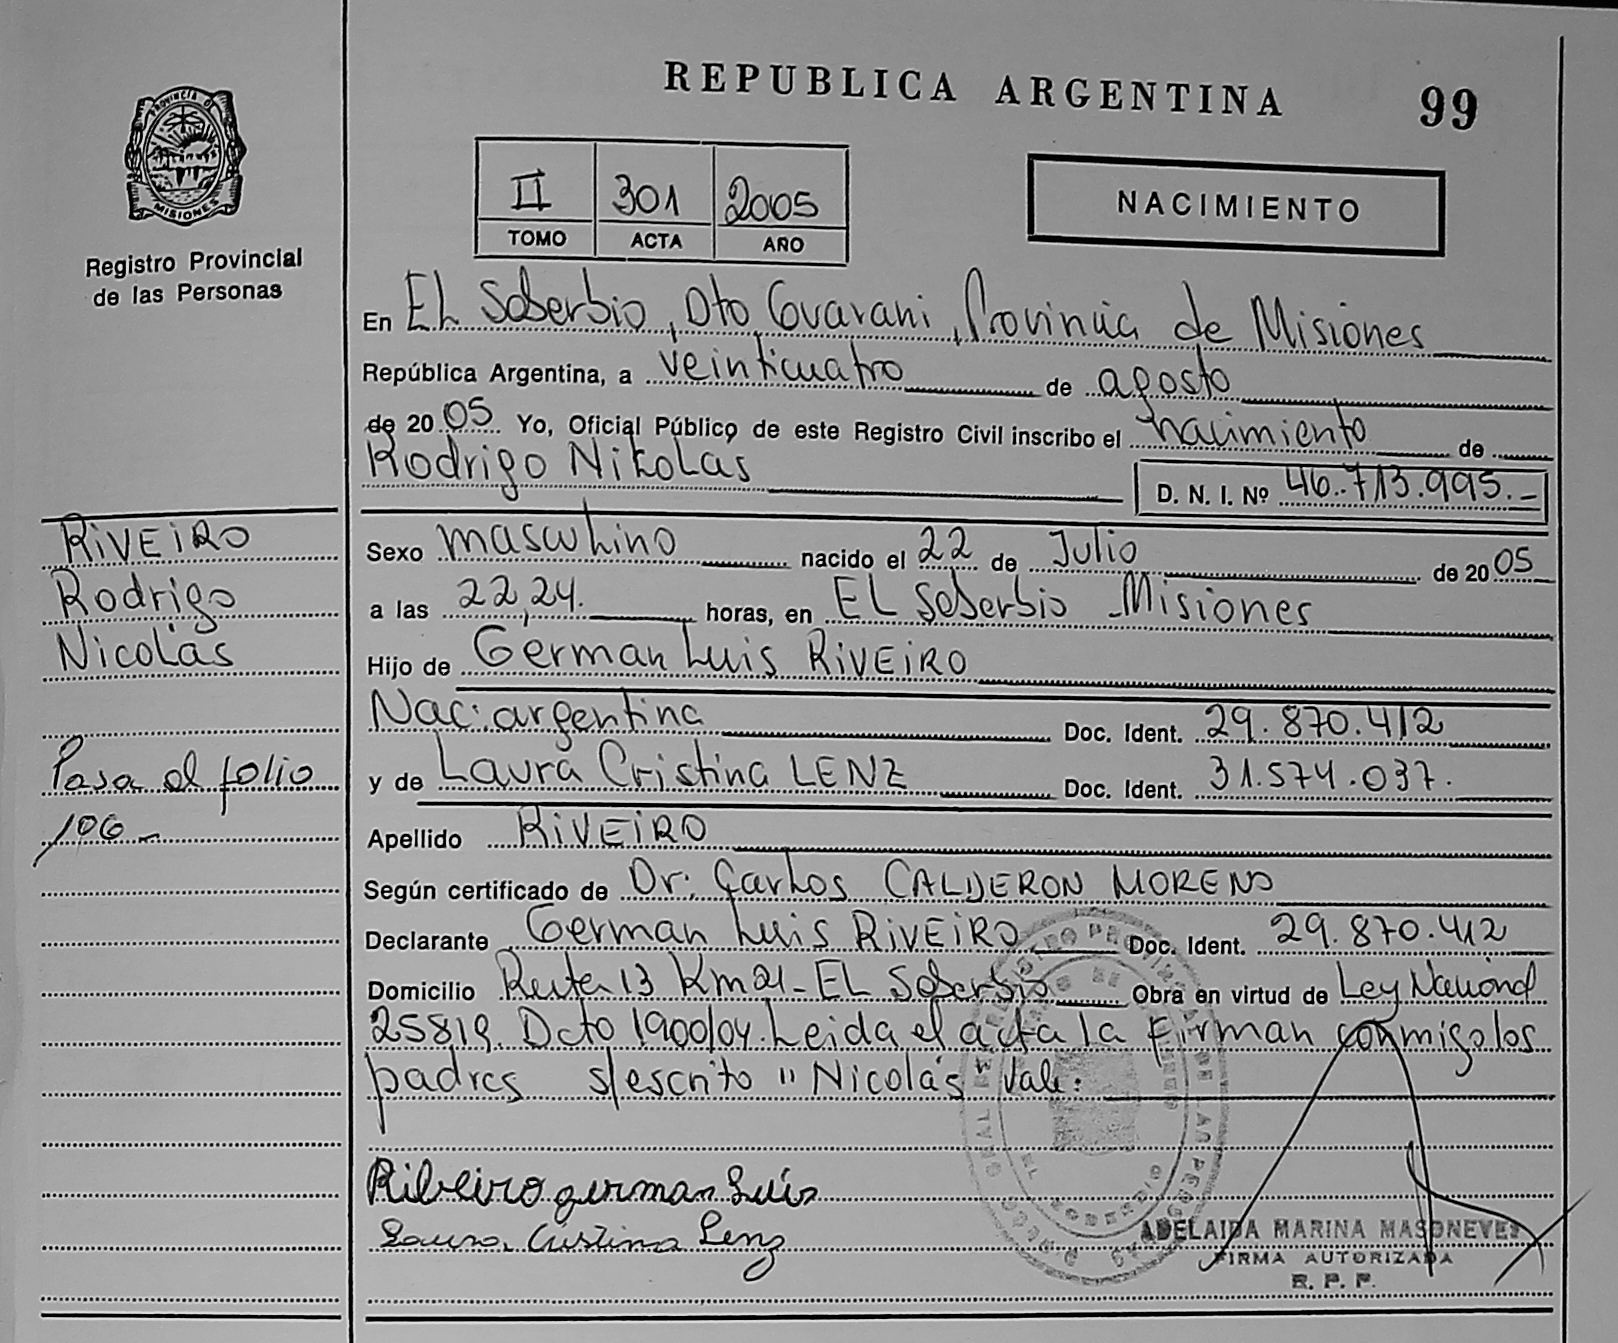 REPUBLICA ARGENTINA
99
PROVINCIA D
MISIONES
Registro Provincial
de las Personas
II 301 2005
TOMO ACTA AÑO
NACIMIENTO
En EL Soberbio, Dto Guarani, Provincia de Misiones
República Argentina, a veinticuatro de agosto
de 2005 Yo, Oficial Público de este Registro Civil inscribo el nacimiento de
Rodrigo Nikolas D. N. I. Nº 46.713.995.-
RiVEiRO
Rodrigo
Nicolás
Pasa al folio
106-
Sexo masculino nacido el 22 de Julio de 2005
a las 22,24. horas, en EL Soberbio - Misiones
Hijo de German Luis RiVEiRO
Nac: argentina Doc. Ident. 29.870.412
y de Laura Cristina LENZ Doc. Ident. 31.574.037.
Apellido RiVEiRO
Según certificado de Dr: Carlos CALDERON MORENO
Declarante German Luis RiVEiRO Doc. Ident. 29.870.412
Domicilio Ruta 13 Km 21 - EL Soberbio Obra en virtud de Ley Nacional
25819. Dcto 1900/04. Leida el acta la firman conmigo los
padres s/escrito "Nicolás" Vale:
Ribeiro german Luis
Laura Cristina Lenz
ADELAIDA MARINA MASONEVES
FIRMA AUTORIZADA
R. P. P.